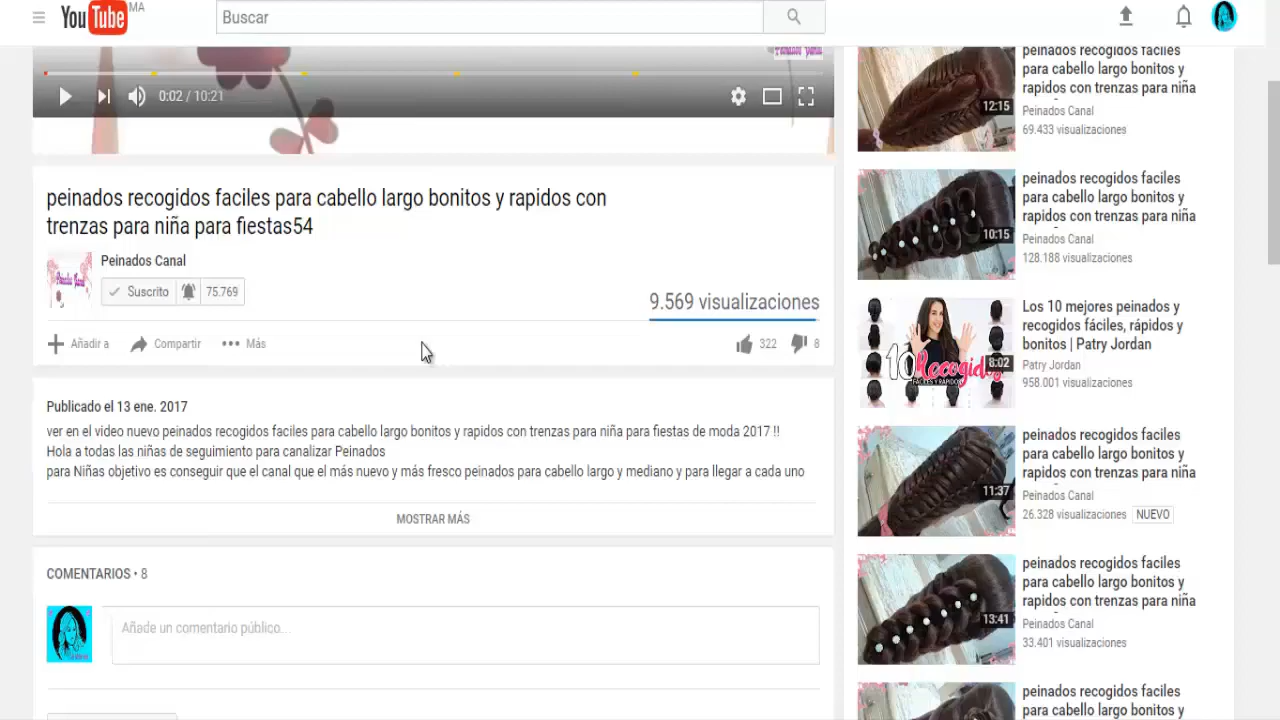 YouTube MA
Buscar
Peinados Canal
0:02 / 10:21
peinados recogidos faciles para cabello largo bonitos y rapidos con
trenzas para niña para fiestas54
Peinados Canal
Peinados Canal
Suscrito 75.769
9.569 visualizaciones
Añadir a Compartir Más 322 8
Publicado el 13 ene. 2017
ver en el video nuevo peinados recogidos faciles para cabello largo bonitos y rapidos con trenzas para niña para fiestas de moda 2017 !!
Hola a todas las niñas de seguimiento para canalizar Peinados
para Niñas objetivo es conseguir que el canal que el más nuevo y más fresco peinados para cabello largo y mediano y para llegar a cada uno
MOSTRAR MÁS
COMENTARIOS • 8
Añade un comentario público...
peinados recogidos faciles
para cabello largo bonitos y
rapidos con trenzas para niña
12:15
Peinados Canal
69.433 visualizaciones
peinados recogidos faciles
para cabello largo bonitos y
rapidos con trenzas para niña
10:15
Peinados Canal
128.188 visualizaciones
Los 10 mejores peinados y
recogidos fáciles, rápidos y
bonitos | Patry Jordan
10 Recogidos
FÁCILES Y RÁPIDOS
8:02
Patry Jordan
958.001 visualizaciones
peinados recogidos faciles
para cabello largo bonitos y
rapidos con trenzas para niña
11:37
Peinados Canal
26.328 visualizaciones NUEVO
peinados recogidos faciles
para cabello largo bonitos y
rapidos con trenzas para niña
13:41
Peinados Canal
33.401 visualizaciones
peinados recogidos faciles
para cabello largo bonitos y